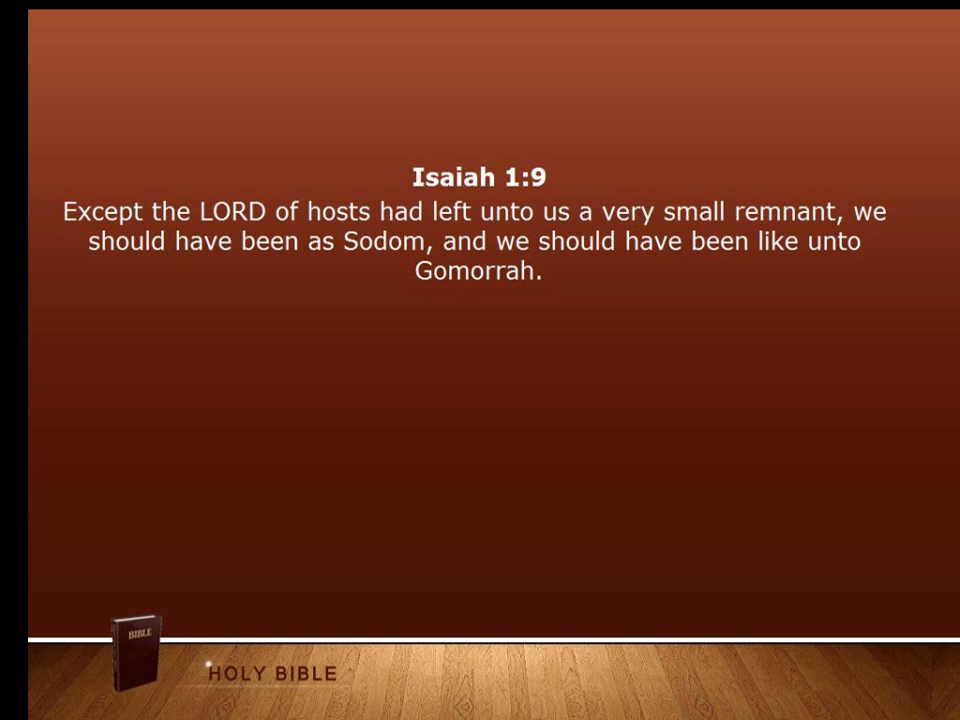 Isaiah 1:9
Except the LORD of hosts had left unto us a very small remnant, we
should have been as Sodom, and we should have been like unto
Gomorrah.
BIBLE
HOLY BIBLE